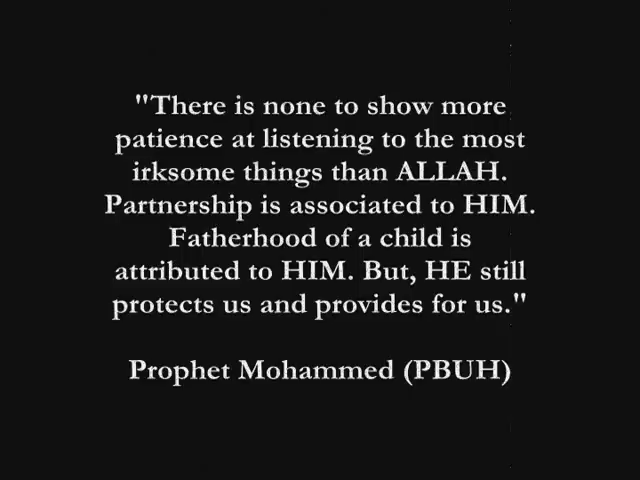 "There is none to show more
patience at listening to the most
irksome things than ALLAH.
Partnership is associated to HIM.
Fatherhood of a child is
attributed to HIM. But, HE still
protects us and provides for us."
Prophet Mohammed (PBUH)